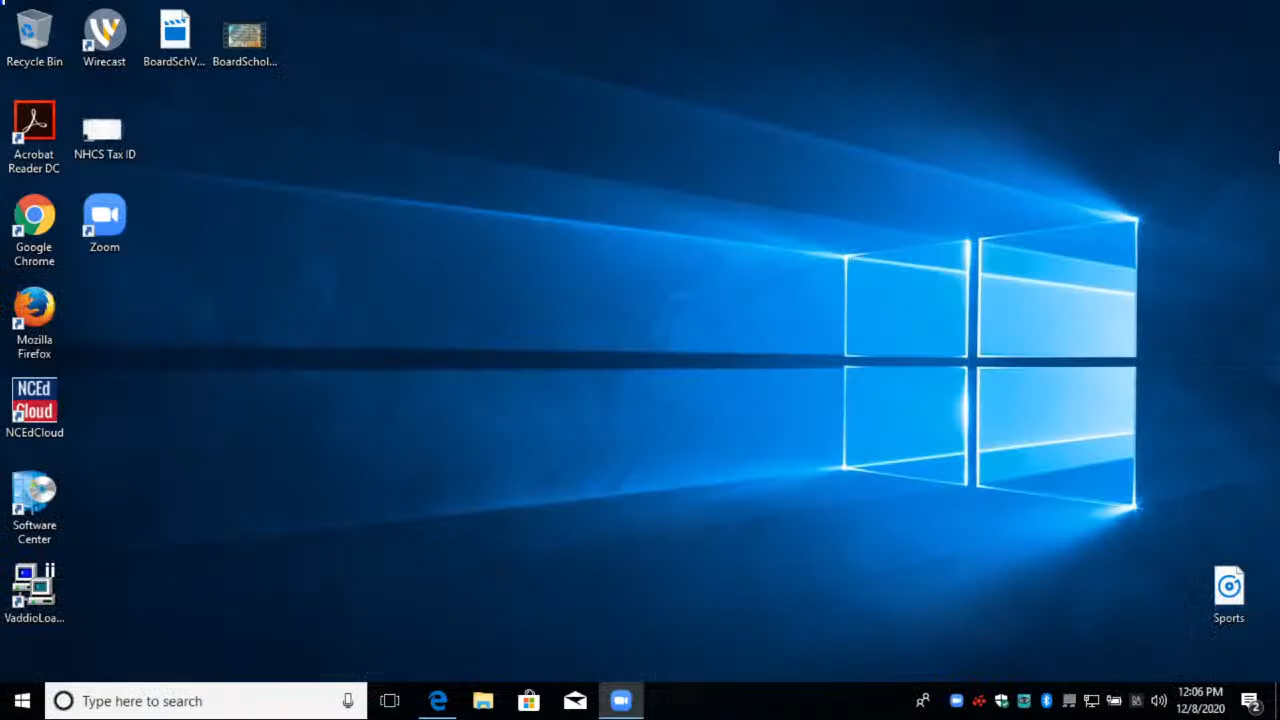 Recycle Bin
Wirecast
BoardSchV...
BoardSchol...
Acrobat
Reader DC
NHCS Tax ID
Google
Chrome
Zoom
Mozilla
Firefox
NCEd
Cloud
NCEdCloud
Software
Center
VaddioLoa...
Sports
Type here to search
12:06 PM
12/8/2020
2